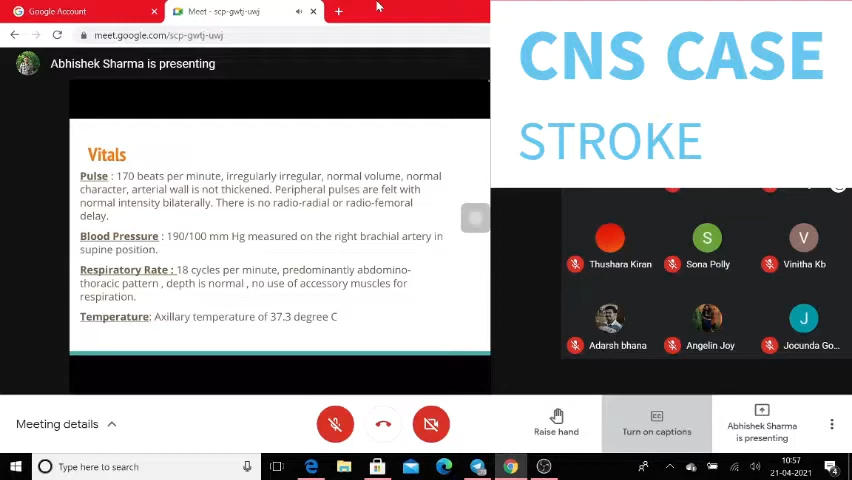 Google Account
Meet - scp-gwtj-uwj
meet.google.com/scp-gwtj-uwj
Abhishek Sharma is presenting
CNS CASE
STROKE
Vitals
Pulse : 170 beats per minute, irregularly irregular, normal volume, normal
character, arterial wall is not thickened. Peripheral pulses are felt with
normal intensity bilaterally. There is no radio-radial or radio-femoral
delay.
Blood Pressure : 190/100 mm Hg measured on the right brachial artery in
supine position.
Respiratory Rate : 18 cycles per minute, predominantly abdomino-
thoracic pattern , depth is normal , no use of accessory muscles for
respiration.
Temperature: Axillary temperature of 37.3 degree C
Thushara Kiran
S
Sona Polly
V
Vinitha Kb
Adarsh bhana
Angelin Joy
J
Jocunda Go...
Meeting details
Raise hand
CC
Turn on captions
Abhishek Sharma
is presenting
Type here to search
10:57
21-04-2021
4